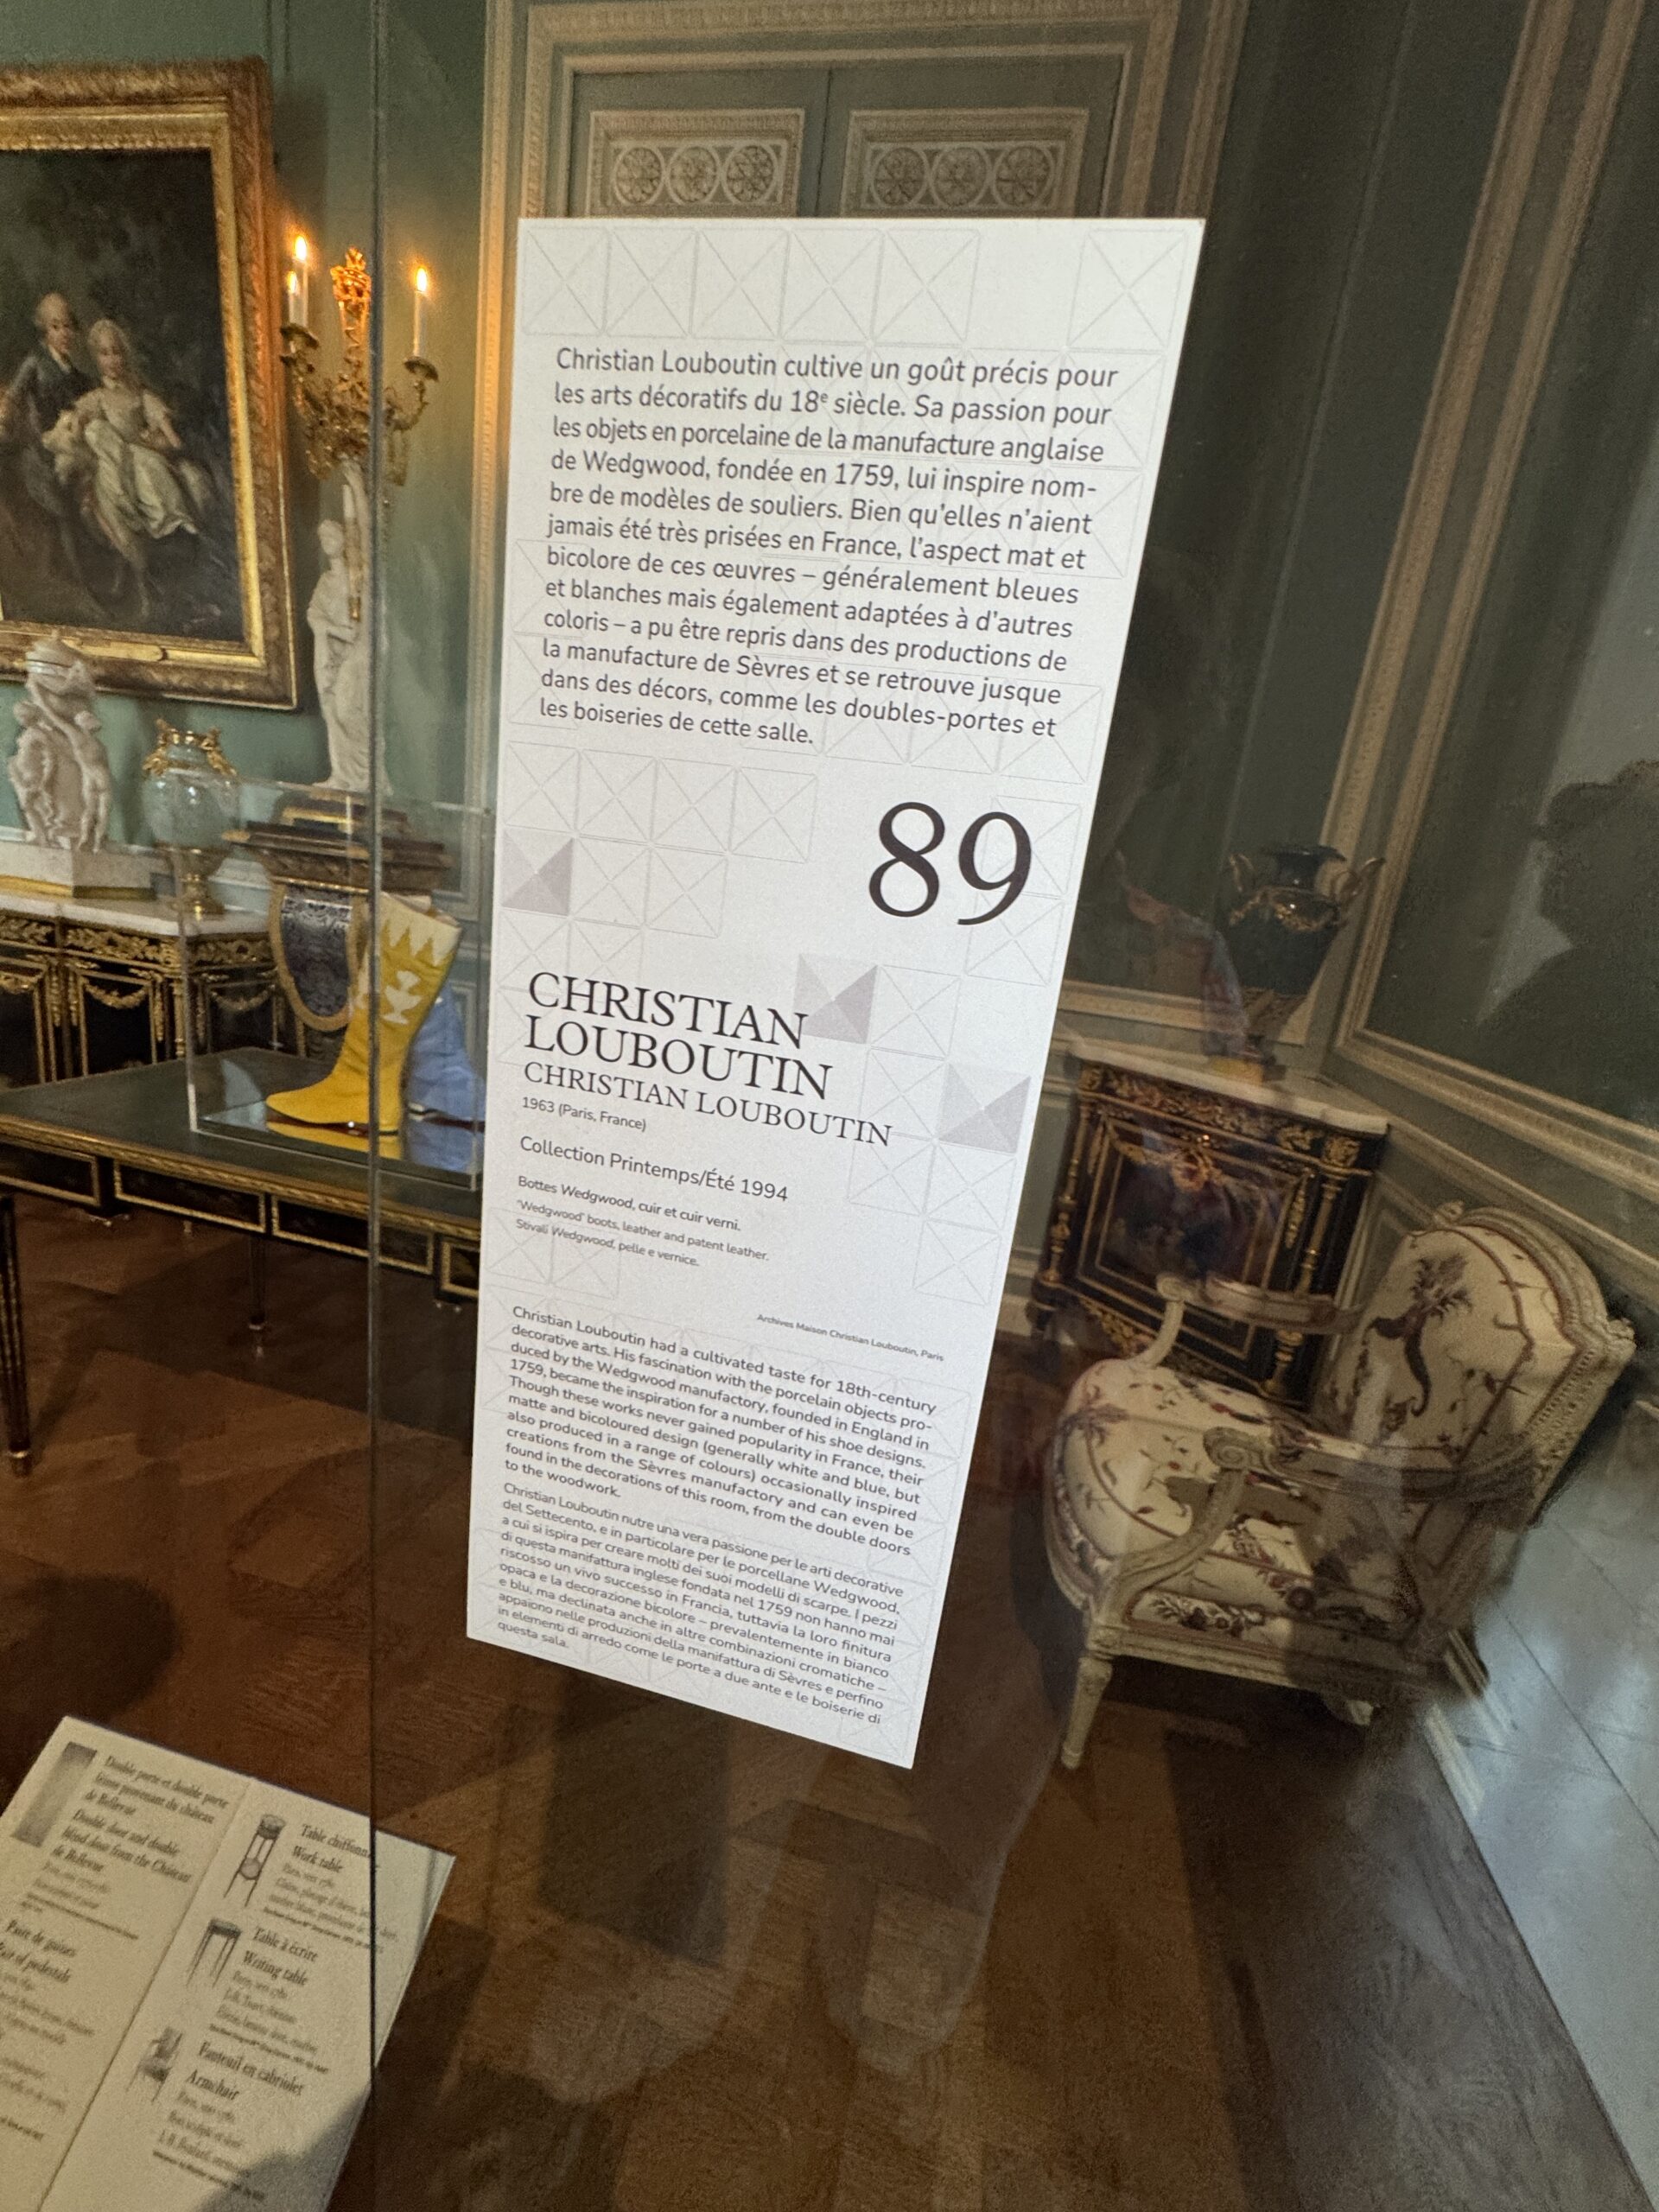 Christian Louboutin cultive un goût précis pour
les arts décoratifs du 18e siècle. Sa passion pour
les objets en porcelaine de la manufacture anglaise
de Wedgwood, fondée en 1759, lui inspire nom-
bre de modèles de souliers. Bien qu'elles n'aient
jamais été très prisées en France, l'aspect mat et
bicolore de ces œuvres – généralement bleues
et blanches mais également adaptées à d'autres
coloris – a pu être repris dans des productions de
la manufacture de Sèvres et se retrouve jusque
dans des décors, comme les doubles-portes et
les boiseries de cette salle.
89
CHRISTIAN
LOUBOUTIN
CHRISTIAN LOUBOUTIN
1963 (Paris, France)
Collection Printemps/Été 1994
Bottes Wedgwood, cuir et cuir verni.
'Wedgwood' boots, leather and patent leather.
Stivali Wedgwood, pelle e vernice.
Archives Maison Christian Louboutin, Paris
Christian Louboutin had a cultivated taste for 18th-century
decorative arts. His fascination with the porcelain objects pro-
duced by the Wedgwood manufactory, founded in England in
1759, became the inspiration for a number of his shoe designs.
Though these works never gained popularity in France, their
matte and bicoloured design (generally white and blue, but
also produced in a range of colours) occasionally inspired
creations from the Sèvres manufactory and can even be
found in the decorations of this room, from the double doors
to the woodwork.
Christian Louboutin nutre una vera passione per le arti decorative
del Settecento, e in particolare per le porcellane Wedgwood,
a cui si ispira per creare molti dei suoi modelli di scarpe. I pezzi
di questa manifattura inglese fondata nel 1759 non hanno mai
riscosso un vivo successo in Francia, tuttavia la loro finitura
opaca e la decorazione bicolore – prevalentemente in bianco
e blu, ma declinata anche in altre combinazioni cromatiche –
appaiono nelle produzioni della manifattura di Sèvres e perfino
in elementi di arredo come le porte a due ante e le boiserie di
questa sala.
Double porte et double porte
feinte provenant du château
de Bellevue
Double door and double
blind door from the Château
de Bellevue
Paire de gaines
Pair of pedestals
Table
Work table
Table à écrire
Writing table
Fauteuil en cabriolet
Armchair